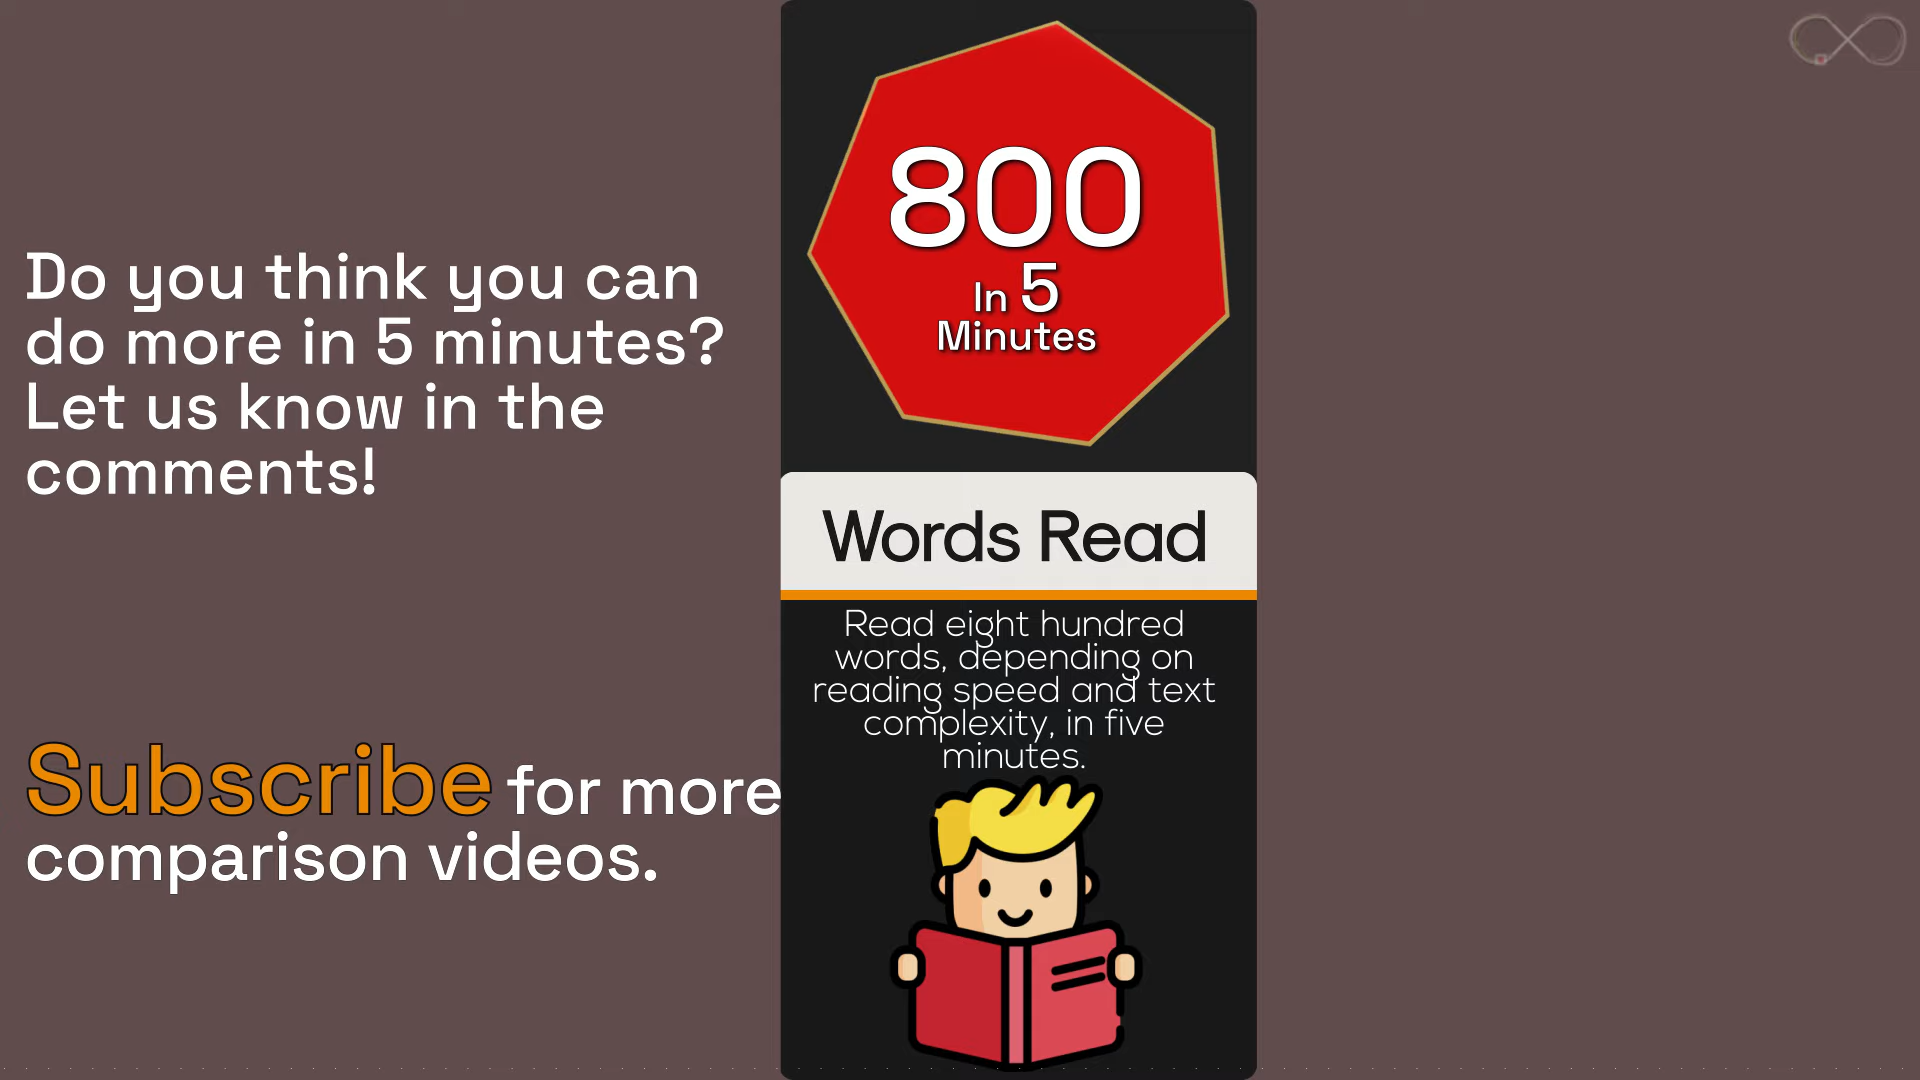 Do you think you can
do more in 5 minutes?
Let us know in the
comments!
Subscribe for more
comparison videos.
800
In 5
Minutes
Words Read
Read eight hundred
words, depending on
reading speed and text
complexity, in five
minutes.